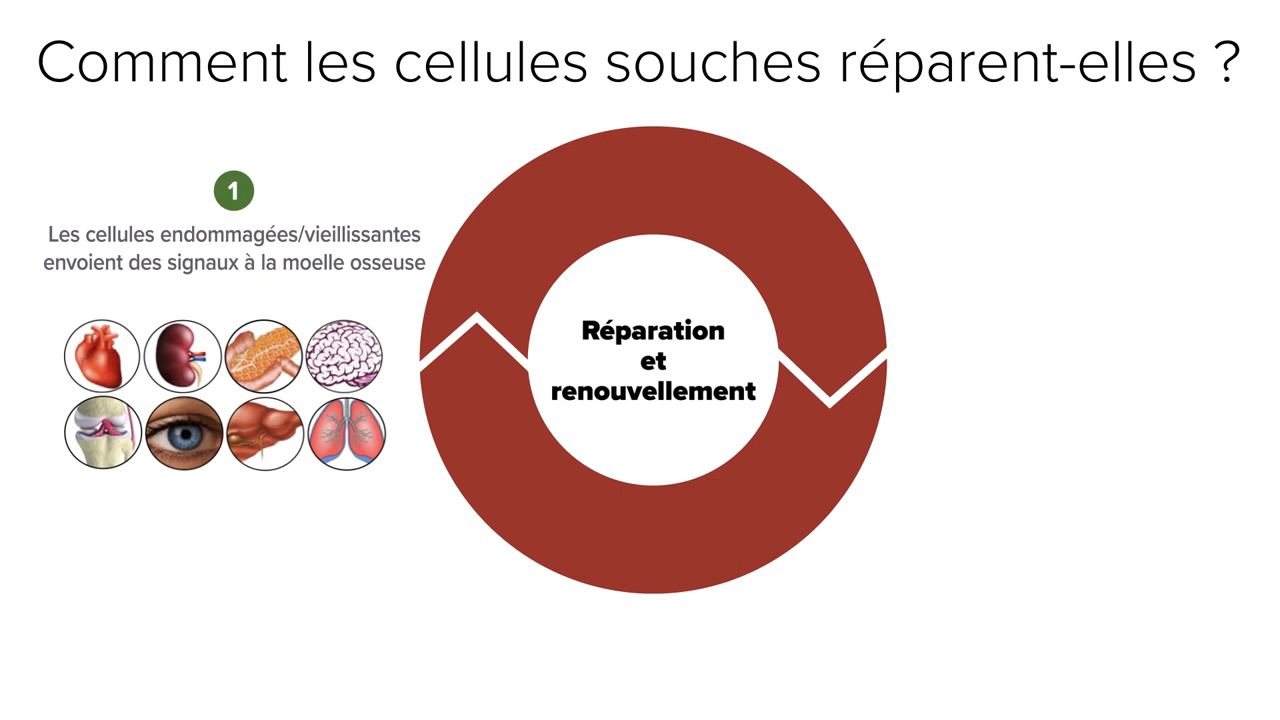 Comment les cellules souches réparent-elles ?
1
Les cellules endommagées/vieillissantes
envoient des signaux à la moelle osseuse
Réparation
et
renouvellement